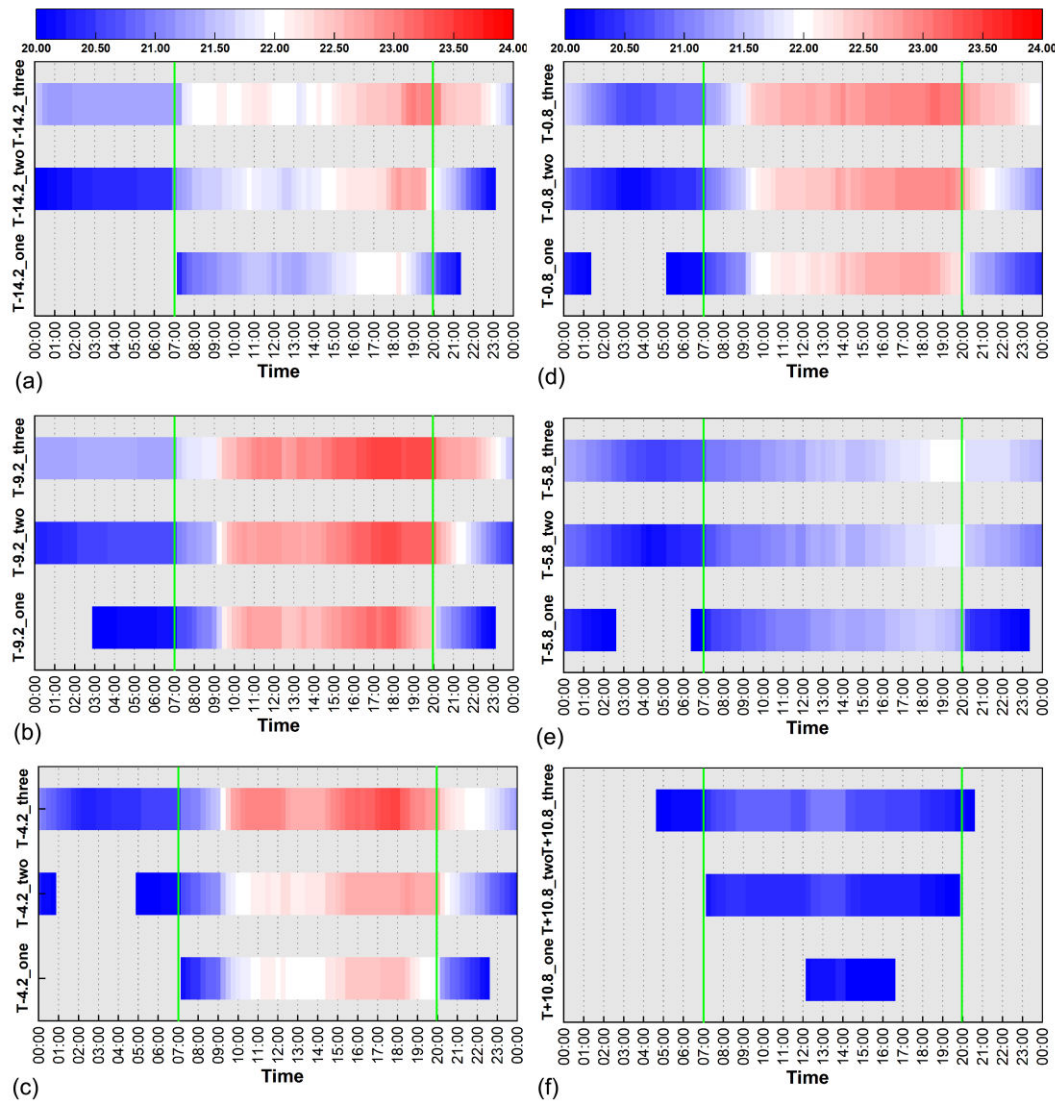 20.00 20.50 21.00 21.50 22.00 22.50 23.00 23.50 24.00
T-14.2_three
T-14.2_two
T-14.2_one
00:00 01:00 02:00 03:00 04:00 05:00 06:00 07:00 08:00 09:00 10:00 11:00 12:00 13:00 14:00 15:00 16:00 17:00 18:00 19:00 20:00 21:00 22:00 23:00 00:00
Time
(a)
T-9.2_three
T-9.2_two
T-9.2_one
00:00 01:00 02:00 03:00 04:00 05:00 06:00 07:00 08:00 09:00 10:00 11:00 12:00 13:00 14:00 15:00 16:00 17:00 18:00 19:00 20:00 21:00 22:00 23:00 00:00
Time
(b)
T-4.2_three
T-4.2_two
T-4.2_one
00:00 01:00 02:00 03:00 04:00 05:00 06:00 07:00 08:00 09:00 10:00 11:00 12:00 13:00 14:00 15:00 16:00 17:00 18:00 19:00 20:00 21:00 22:00 23:00 00:00
Time
(c)
20.00 20.50 21.00 21.50 22.00 22.50 23.00 23.50 24.00
T-0.8_three
T-0.8_two
T-0.8_one
00:00 01:00 02:00 03:00 04:00 05:00 06:00 07:00 08:00 09:00 10:00 11:00 12:00 13:00 14:00 15:00 16:00 17:00 18:00 19:00 20:00 21:00 22:00 23:00 00:00
Time
(d)
T-5.8_three
T-5.8_two
T-5.8_one
00:00 01:00 02:00 03:00 04:00 05:00 06:00 07:00 08:00 09:00 10:00 11:00 12:00 13:00 14:00 15:00 16:00 17:00 18:00 19:00 20:00 21:00 22:00 23:00 00:00
Time
(e)
T+10.8_three
T+10.8_two
T+10.8_one
00:00 01:00 02:00 03:00 04:00 05:00 06:00 07:00 08:00 09:00 10:00 11:00 12:00 13:00 14:00 15:00 16:00 17:00 18:00 19:00 20:00 21:00 22:00 23:00 00:00
Time
(f)